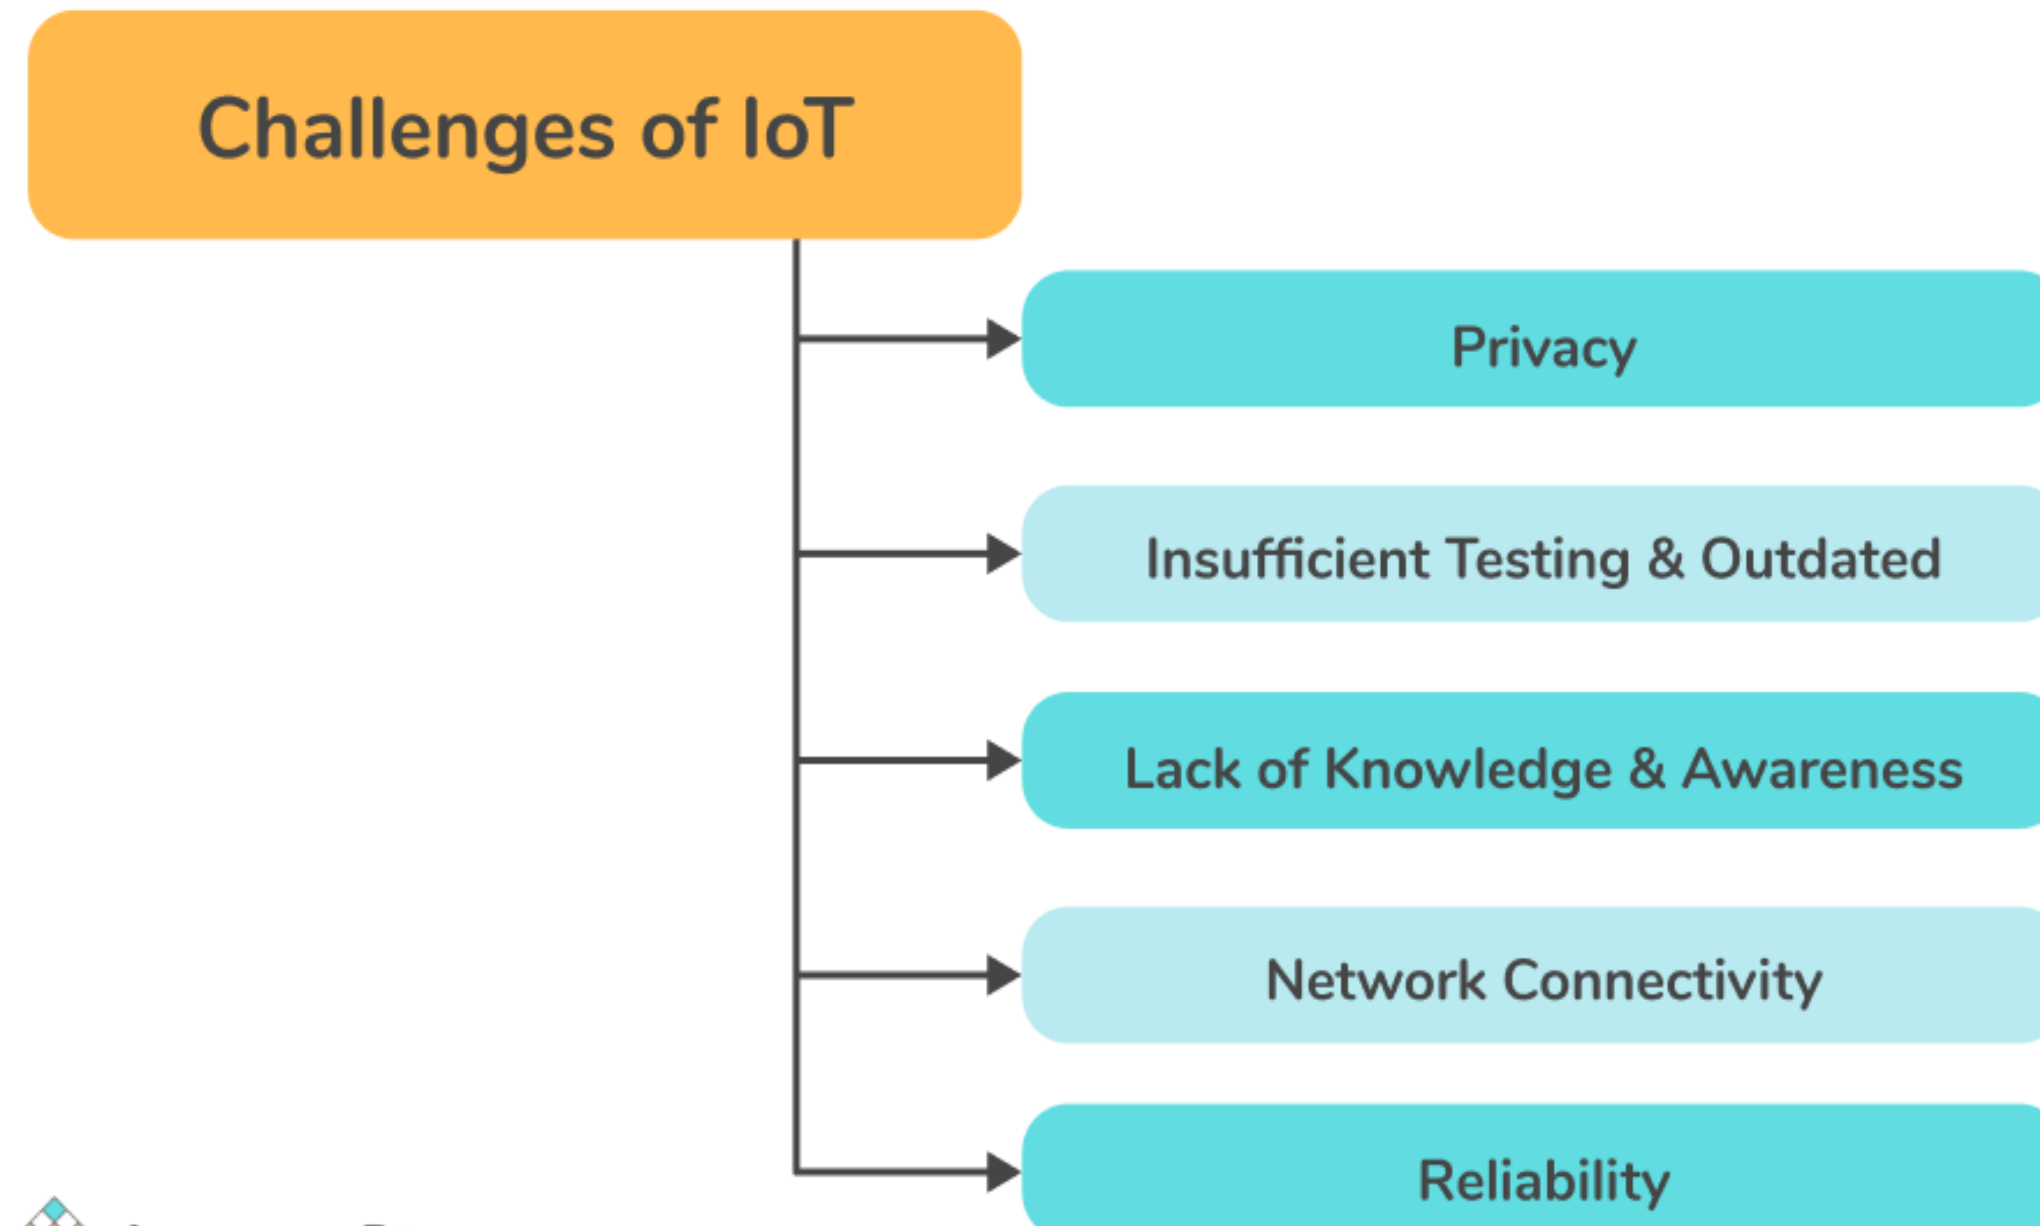 Challenges of IoT
Privacy
Insufficient Testing & Outdated
Lack of Knowledge & Awareness
Network Connectivity
Reliability